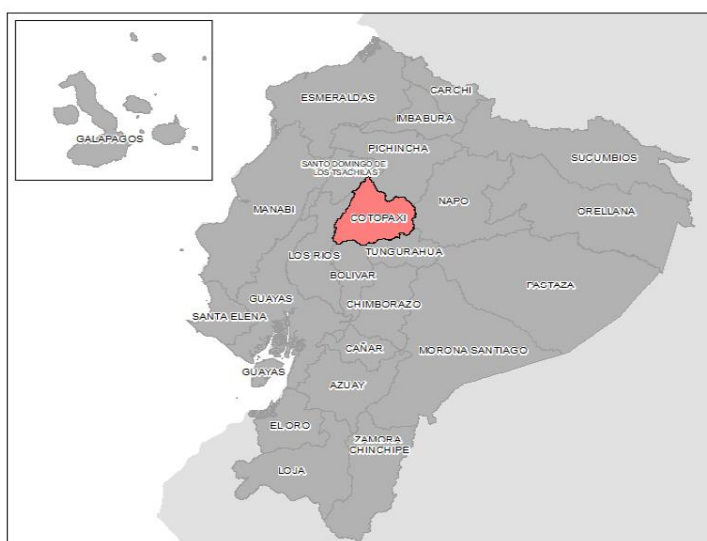 ESMERALDAS
CARCHI
IMBABURA
GALAPAGOS
PICHINCHA
SUCUMBIOS
SANTO DOMINGO DE
LOS TSACHILAS
NAPO
MANABI
ORELLANA
COTOPAXI
LOS RIOS
TUNGURAHUA
BOLIVAR
PASTAZA
GUAYAS
CHIMBORAZO
SANTA ELENA
CAÑAR
MORONA SANTIAGO
GUAYAS
AZUAY
EL ORO
ZAMORA
CHINCHIPE
LOJA